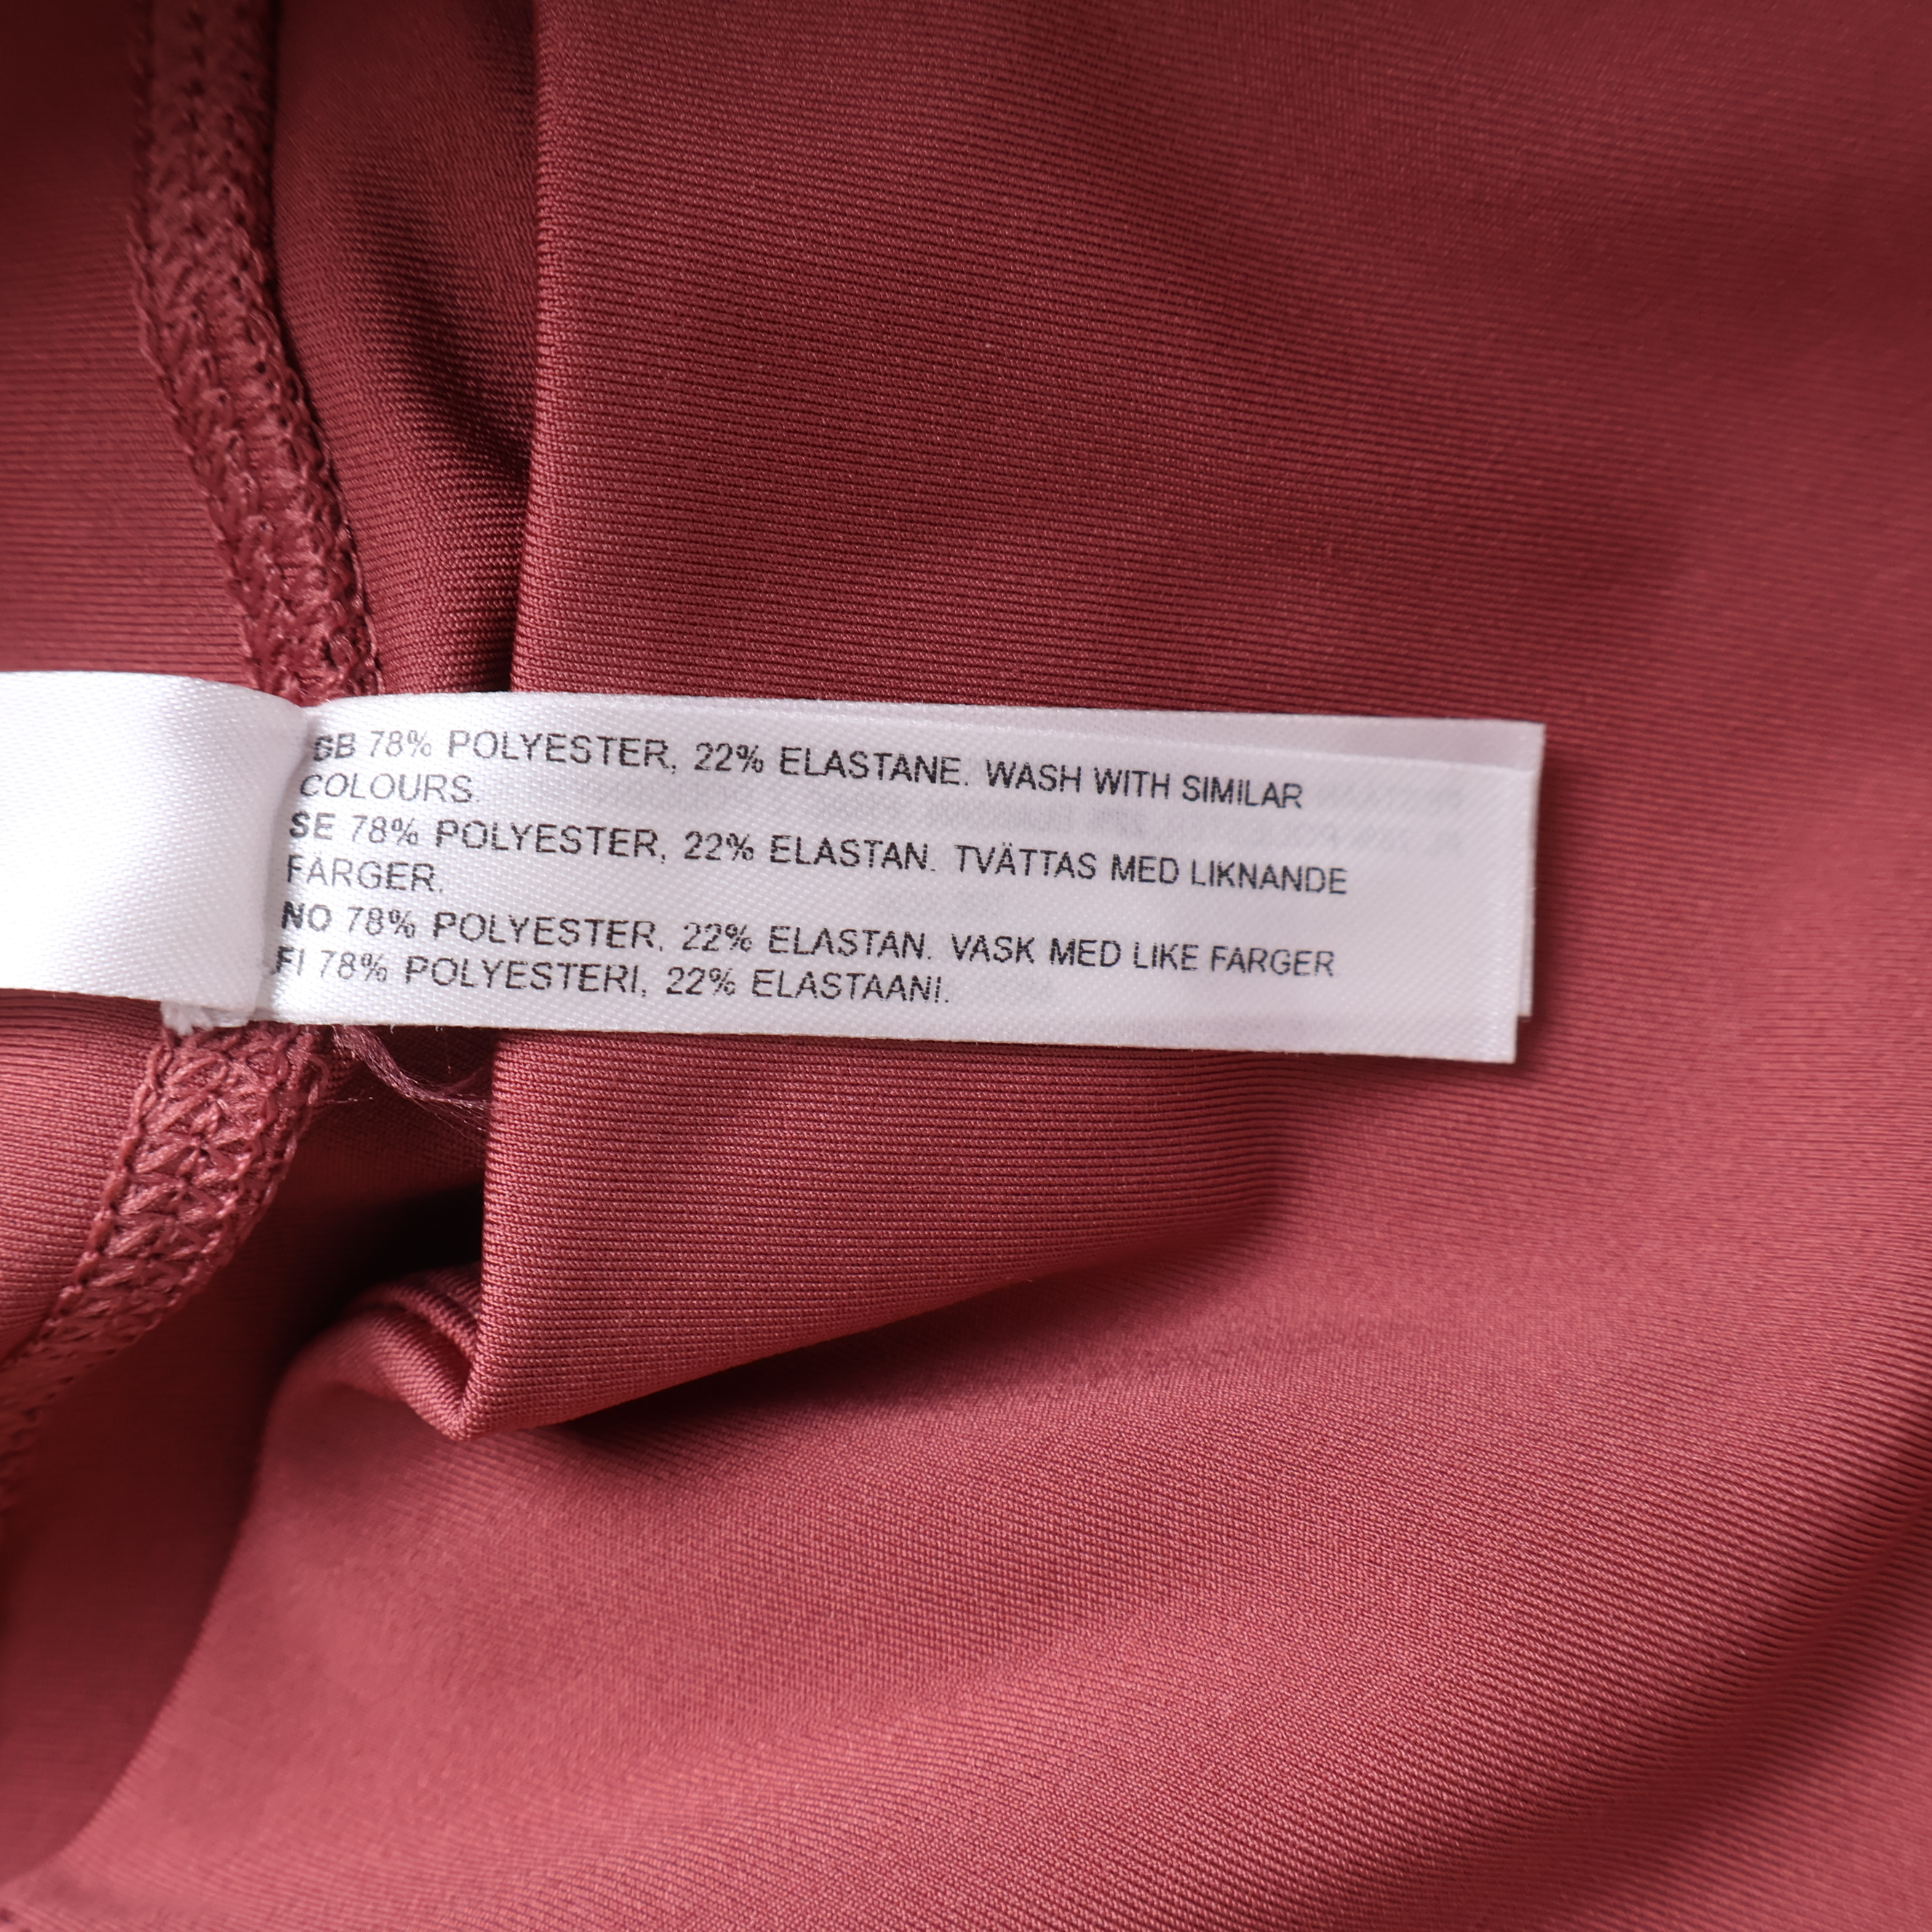 GB 78% POLYESTER, 22% ELASTANE. WASH WITH SIMILAR
COLOURS.
SE 78% POLYESTER, 22% ELASTAN. TVÄTTAS MED LIKNANDE
FÄRGER.
NO 78% POLYESTER, 22% ELASTAN. VASK MED LIKE FARGER
FI 78% POLYESTERI, 22% ELASTAANI.